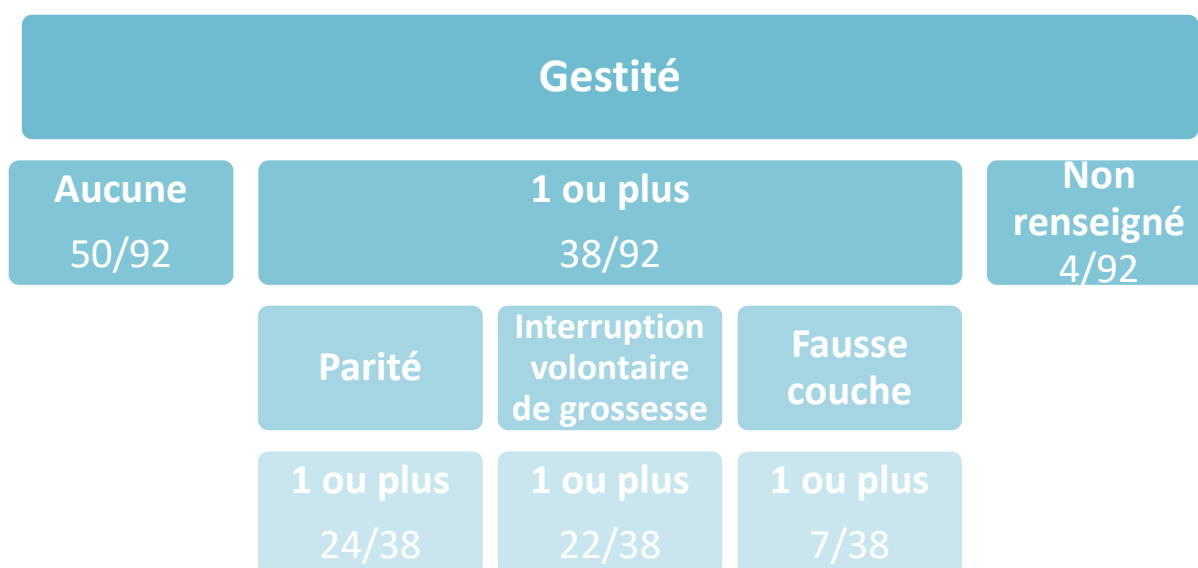 Gestité
Aucune
50/92
1 ou plus
38/92
Non
renseigné
4/92
Parité
Interruption
volontaire
de grossesse
Fausse
couche
1 ou plus
24/38
1 ou plus
22/38
1 ou plus
7/38